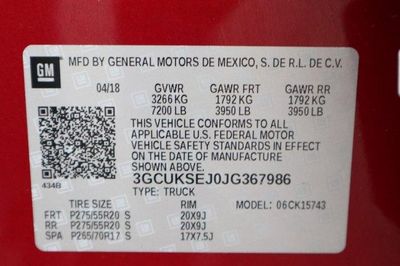 GM
MFD BY GENERAL MOTORS DE MEXICO, S. DE R.L. DE C.V.
04/18 GVWR GAWR FRT GAWR RR
3266 KG 1792 KG 1792 KG
7200 LB 3950 LB 3950 LB
THIS VEHICLE CONFORMS TO ALL
APPLICABLE U.S. FEDERAL MOTOR
VEHICLE SAFETY STANDARDS IN EFFECT
ON THE DATE OF MANUFACTURE SHOWN ABOVE.
3GCUKSEJ0JG367986
434B
TYPE: TRUCK
TIRE SIZE RIM MODEL: 06CK15743
FRT P275/55R20 S 20X9J
RR P275/55R20 S 20X9J
SPA P265/70R17 S 17X7.5J